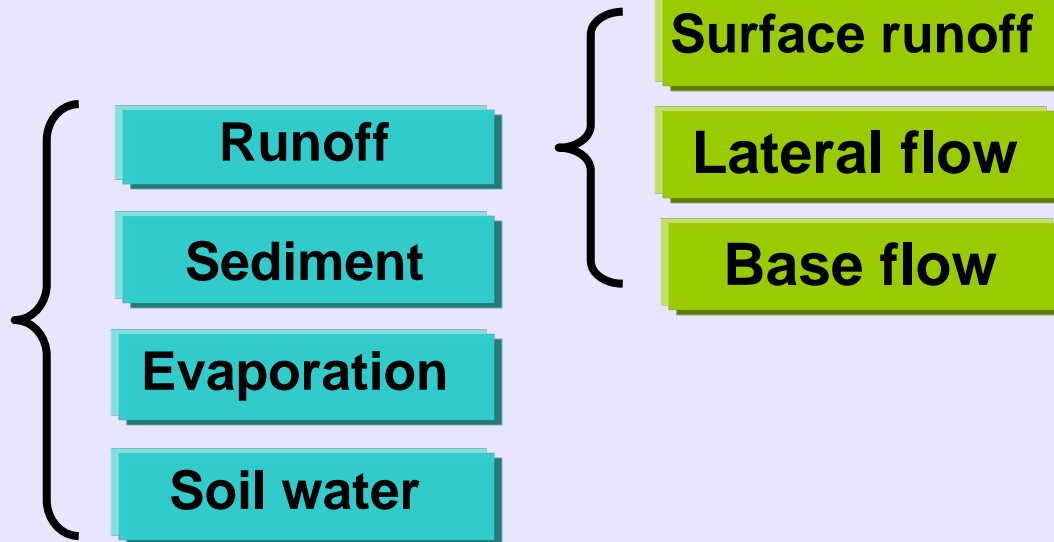 Runoff
Sediment
Evaporation
Soil water
Surface runoff
Lateral flow
Base flow